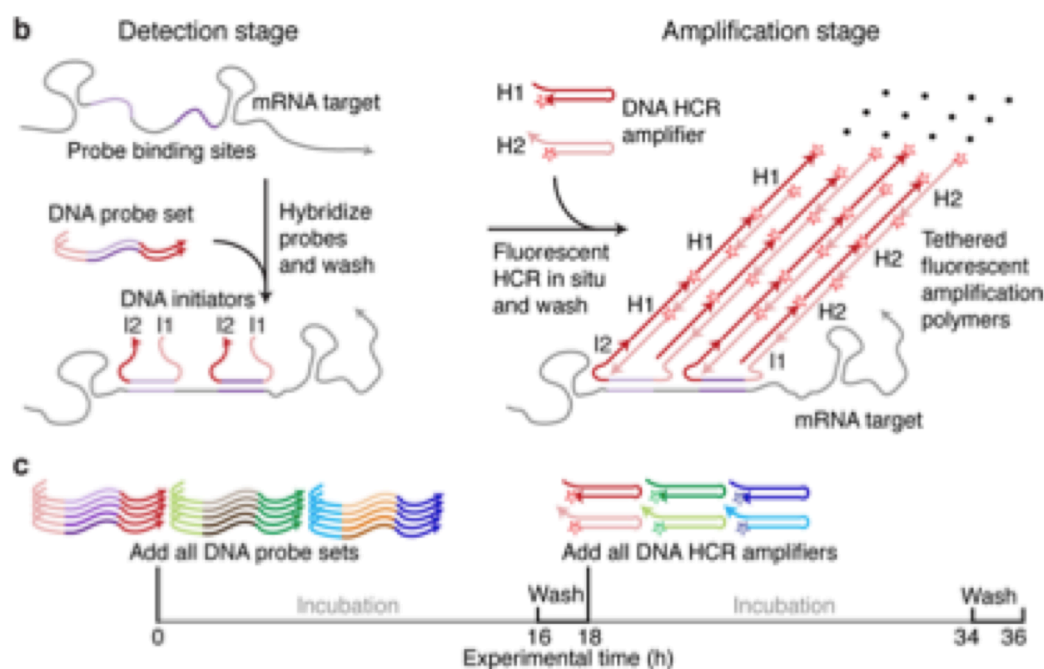 b
Detection stage
mRNA target
Probe binding sites
DNA probe set
Hybridize
probes
and wash
DNA initiators
I2 I1 I2 I1
Amplification stage
H1
H2
DNA HCR
amplifier
Fluorescent
HCR in situ
and wash
H1
H1
H1
H2
H2
H2
Tethered
fluorescent
amplification
polymers
I2
I1
mRNA target
c
Add all DNA probe sets
Add all DNA HCR amplifiers
Incubation
Wash
Incubation
Wash
0 16 18 34 36
Experimental time (h)